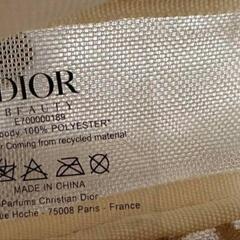 DIOR
BEAUTY
E700000189
body: 100% POLYESTER*
Coming from recycled material
MADE IN CHINA
Parfums Christian Dior
Hoche - 75008 Paris - France